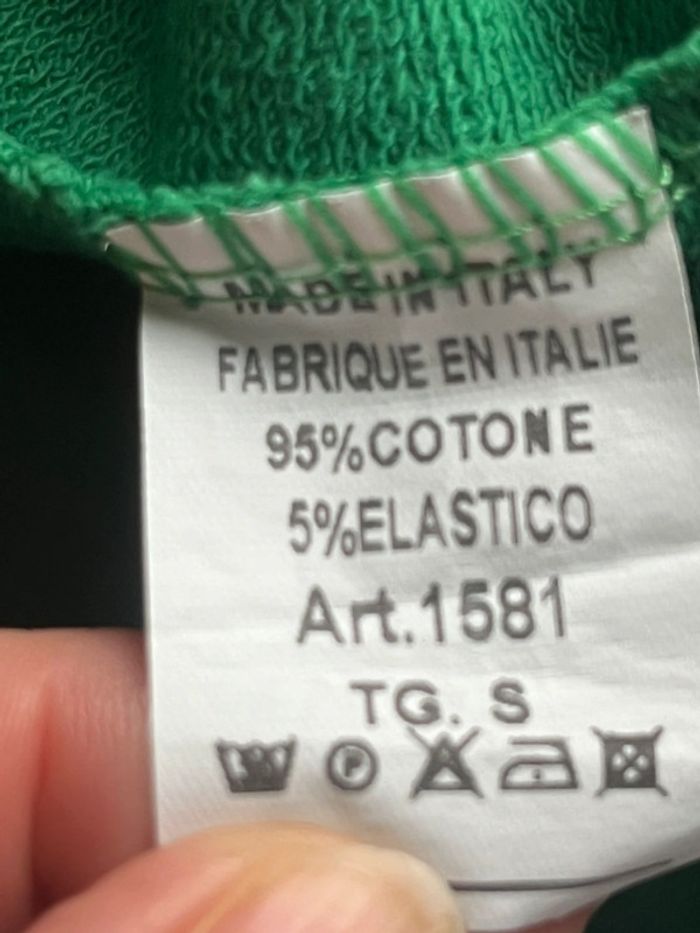 MADE IN ITALY
FABRIQUE EN ITALIE
95%COTONE
5%ELASTICO
Art.1581
TG. S
P